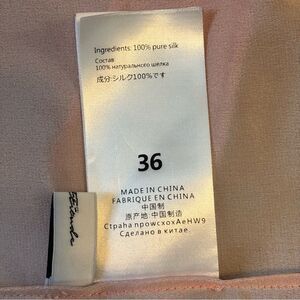 Ingredients: 100% pure silk
Состав
100% натурального шелка
成分:シルク100%です
36
MADE IN CHINA
FABRIQUE EN CHINA
中国制
原产地:中国制造
Страна происхохАеНW9
Сделано в китае